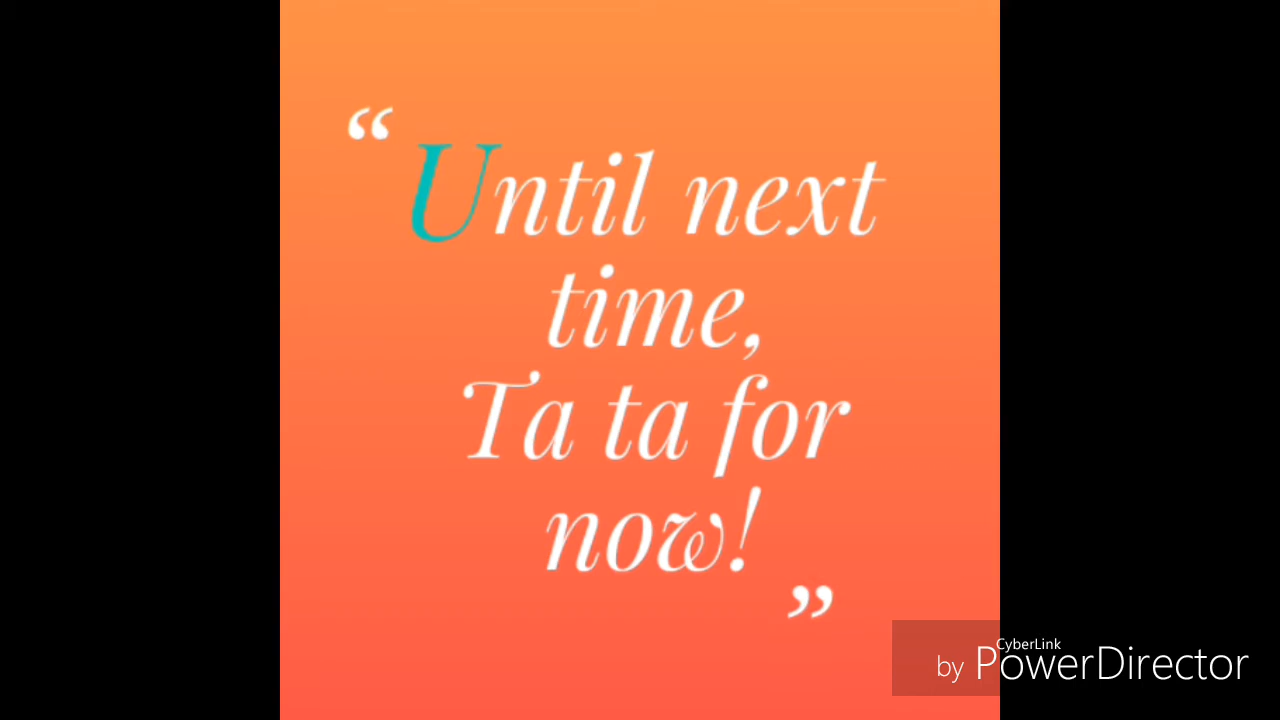 “Until next
time,
Ta ta for
now!
”
CyberLink
by PowerDirector